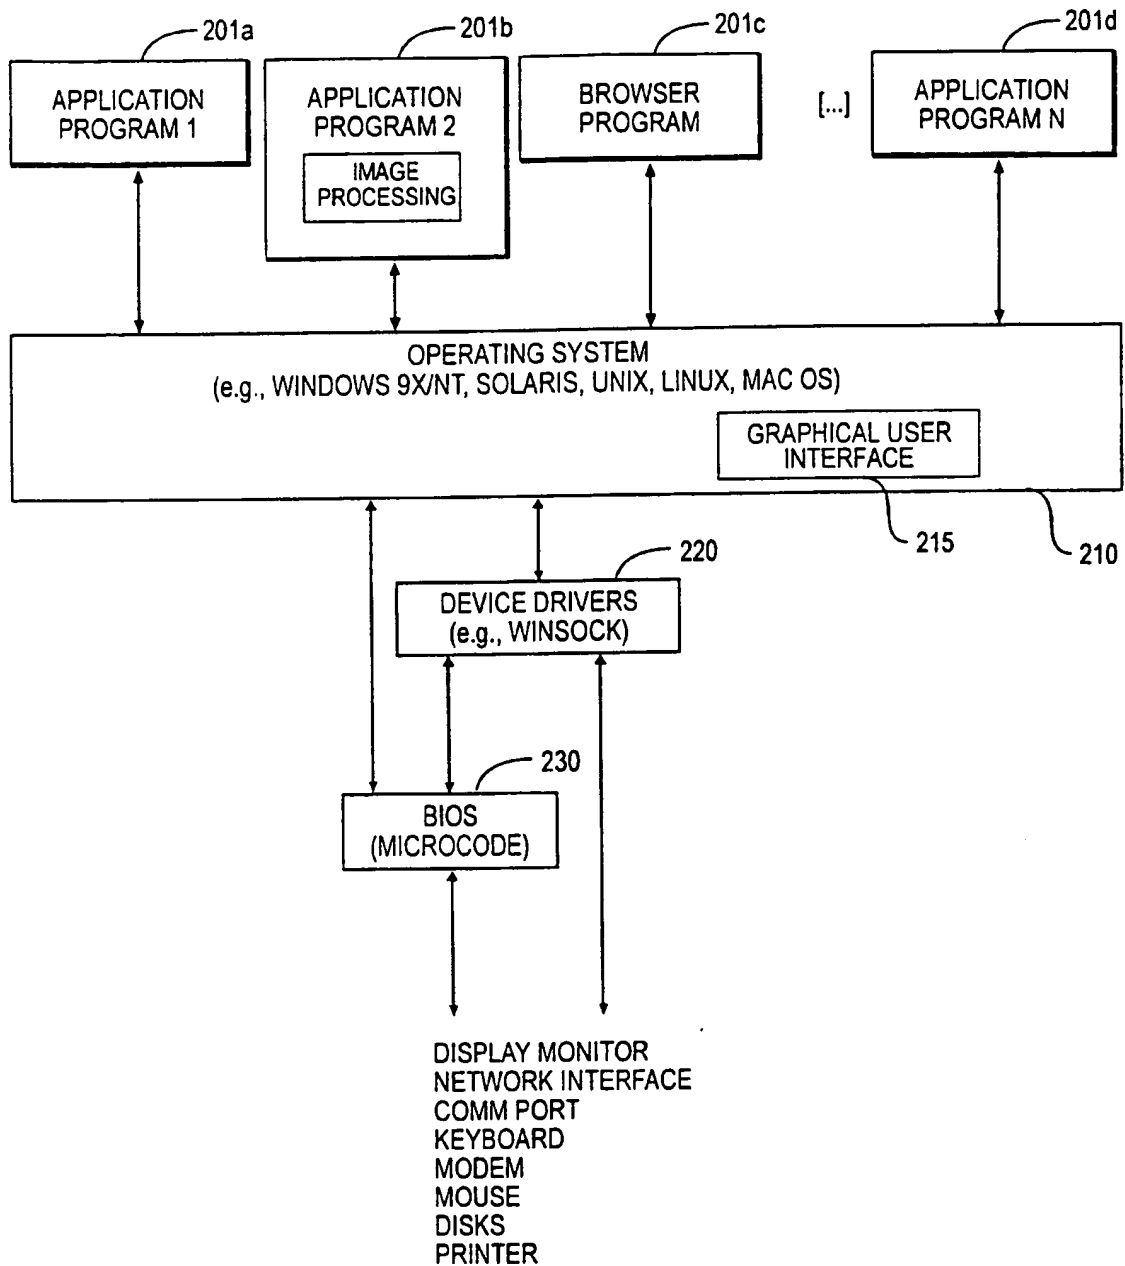 201a
201b
201c
201d
APPLICATION
PROGRAM 1
APPLICATION
PROGRAM 2
IMAGE
PROCESSING
BROWSER
PROGRAM
[...]
APPLICATION
PROGRAM N
OPERATING SYSTEM
(e.g., WINDOWS 9X/NT, SOLARIS, UNIX, LINUX, MAC OS)
GRAPHICAL USER
INTERFACE
215
210
220
DEVICE DRIVERS
(e.g., WINSOCK)
230
BIOS
(MICROCODE)
DISPLAY MONITOR
NETWORK INTERFACE
COMM PORT
KEYBOARD
MODEM
MOUSE
DISKS
PRINTER